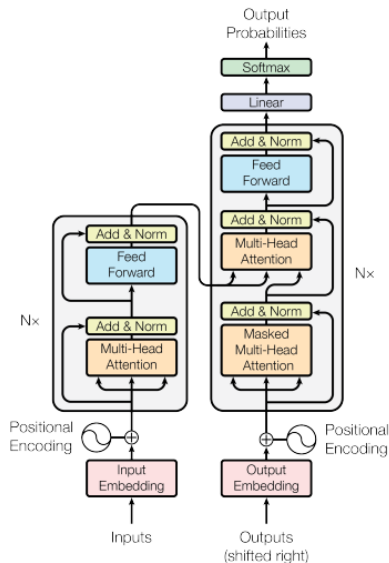 Output
Probabilities
Softmax
Linear
Add & Norm
Feed
Forward
Add & Norm
Multi-Head
Attention
Add & Norm
Masked
Multi-Head
Attention
N×
Add & Norm
Feed
Forward
Add & Norm
Multi-Head
Attention
N×
Positional
Encoding
Input
Embedding
Inputs
Positional
Encoding
Output
Embedding
Outputs
(shifted right)